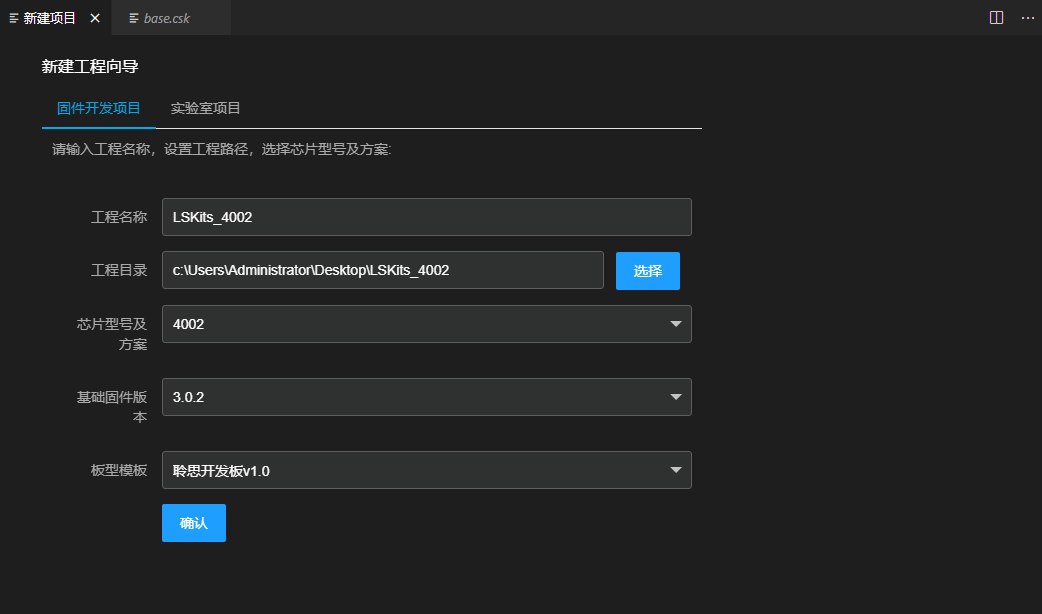 新建项目
base.csk
新建工程向导
固件开发项目 实验室项目
请输入工程名称，设置工程路径，选择芯片型号及方案:
工程名称 LSKits_4002
工程目录 c:\Users\Administrator\Desktop\LSKits_4002 选择
芯片型号及
方案
4002
基础固件版
本
3.0.2
板型模板 聆思开发板v1.0
确认